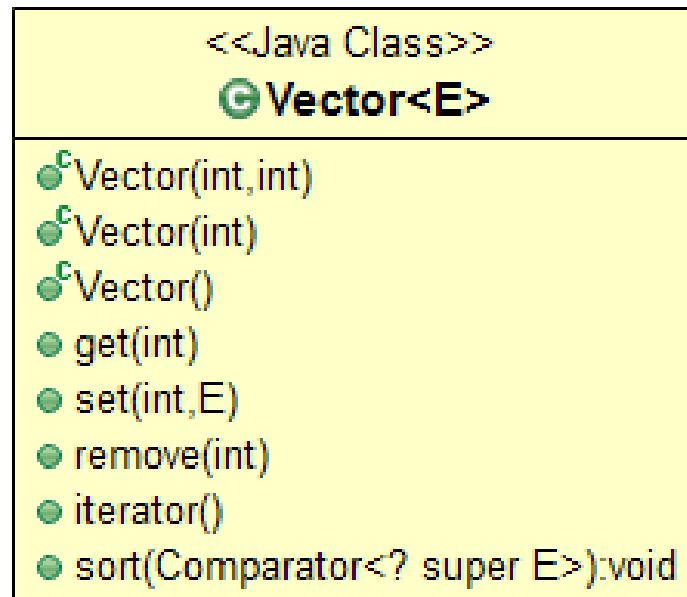 <<Java Class>>
C Vector<E>
c Vector(int,int)
c Vector(int)
c Vector()
get(int)
set(int,E)
remove(int)
iterator()
sort(Comparator<? super E>):void